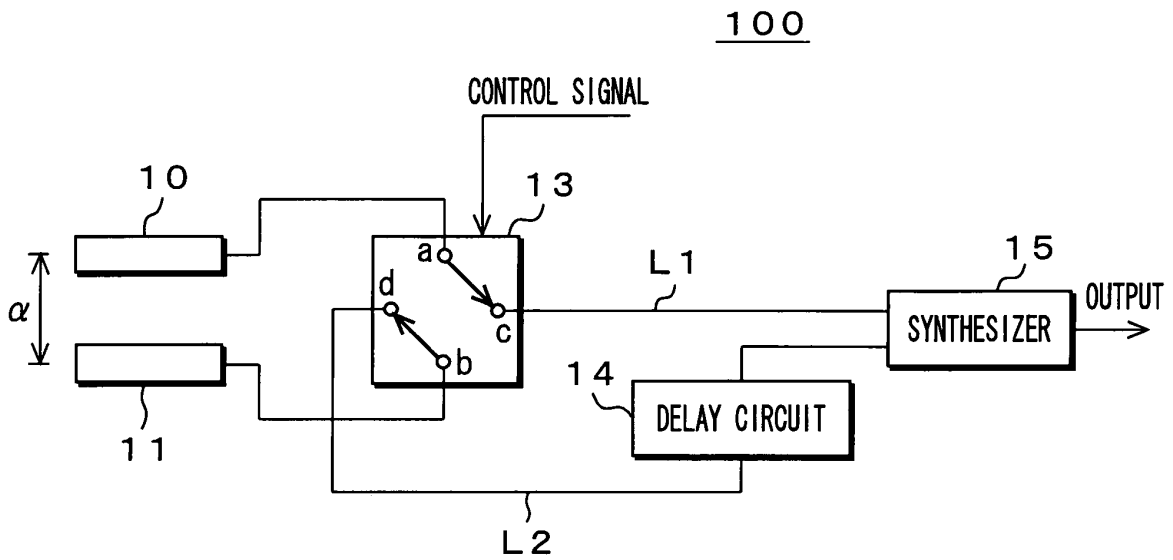 100
CONTROL SIGNAL
10
13
a
d
L1
15
α
c
SYNTHESIZER
OUTPUT
b
14
DELAY CIRCUIT
11
L2